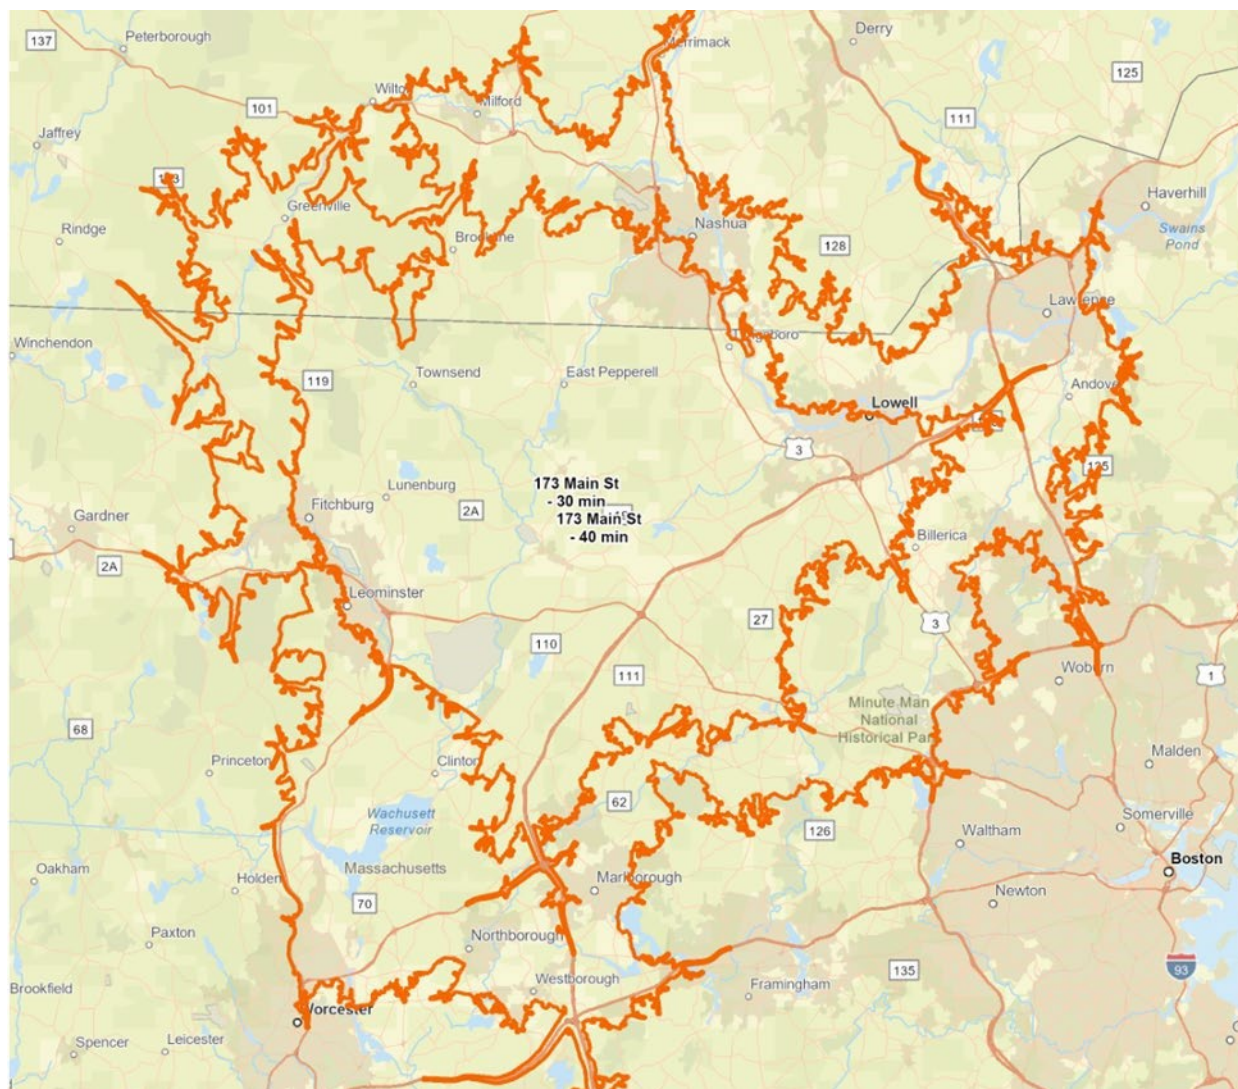 137
Peterborough
Merrimack
Derry
125
101
Milford
111
Jaffrey
Greenville
Haverhill
Rindge
Brookline
Nashua
128
Swains
Pond
Lawrence
Winchendon
119
Townsend
East Pepperell
Andover
Lowell
3
173 Main St
- 30 min
173 Main St
- 40 min
Lunenburg
Fitchburg
Gardner
2A
2A
Billerica
Leominster
27
3
110
111
Woburn
1
Minute Man
National
Historical Park
68
Princeton
Clinton
Malden
62
Wachusett
Reservoir
126
Somerville
Waltham
Boston
Oakham
Holden
Massachusetts
Marlborough
70
Newton
Paxton
Northborough
Westborough
135
93
Framingham
Brookfield
Worcester
Spencer
Leicester